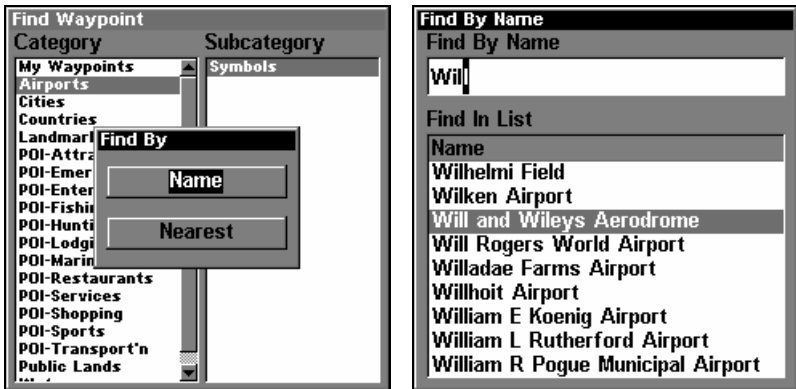 Find Waypoint
Category Subcategory
My Waypoints
Symbols
Airports
Cities
Countries
POI-Restaurants
POI-Services
POI-Shopping
POI-Sports
POI-Transport'n
Public Lands
Find By
Name
Nearest
Find By Name
Find By Name
Wil
Find In List
Name
Wilhelmi Field
Wilken Airport
Will and Wileys Aerodrome
Will Rogers World Airport
Willadae Farms Airport
Willhoit Airport
William E Koenig Airport
William L Rutherford Airport
William R Pogue Municipal Airport